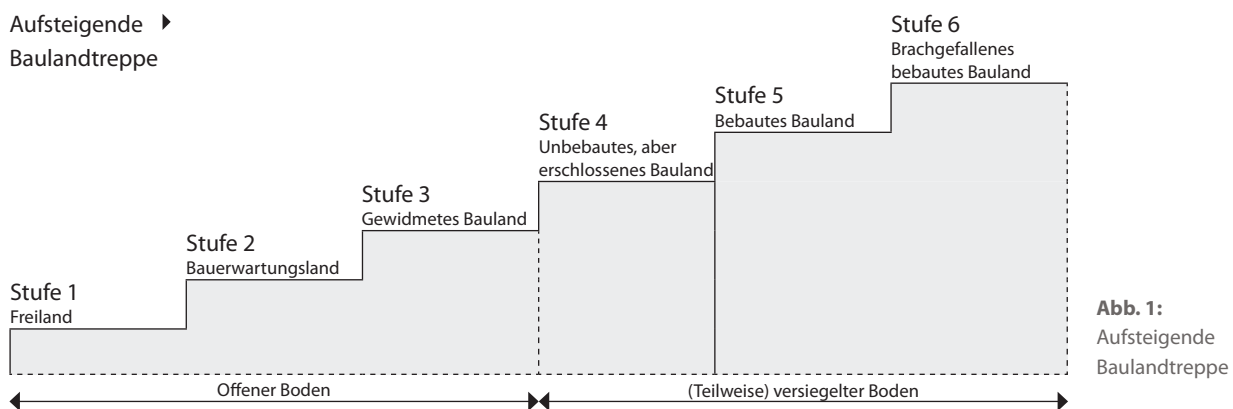 Aufsteigende
Baulandtreppe
Stufe 1
Freiland
Stufe 2
Bauerwartungsland
Stufe 3
Gewidmetes Bauland
Stufe 4
Unbebautes, aber
erschlossenes Bauland
Stufe 5
Bebautes Bauland
Stufe 6
Brachgefallenes
bebautes Bauland
Offener Boden
(Teilweise) versiegelter Boden
Abb. 1:
Aufsteigende
Baulandtreppe